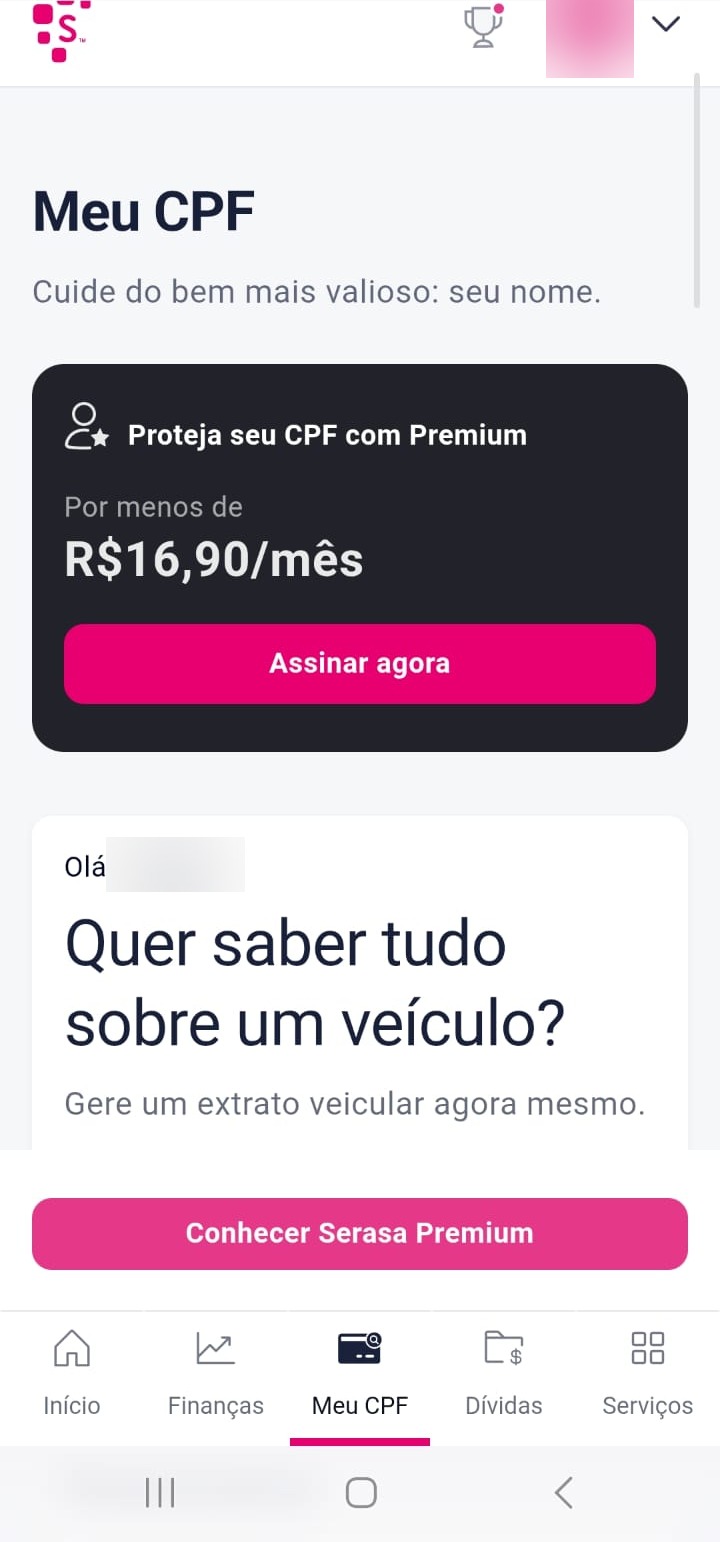 S
Meu CPF
Cuide do bem mais valioso: seu nome.
Proteja seu CPF com Premium
Por menos de
R$16,90/mês
Assinar agora
Olá
Quer saber tudo
sobre um veículo?
Gere um extrato veicular agora mesmo.
Conhecer Serasa Premium
Início
Finanças
Meu CPF
Dívidas
Serviços